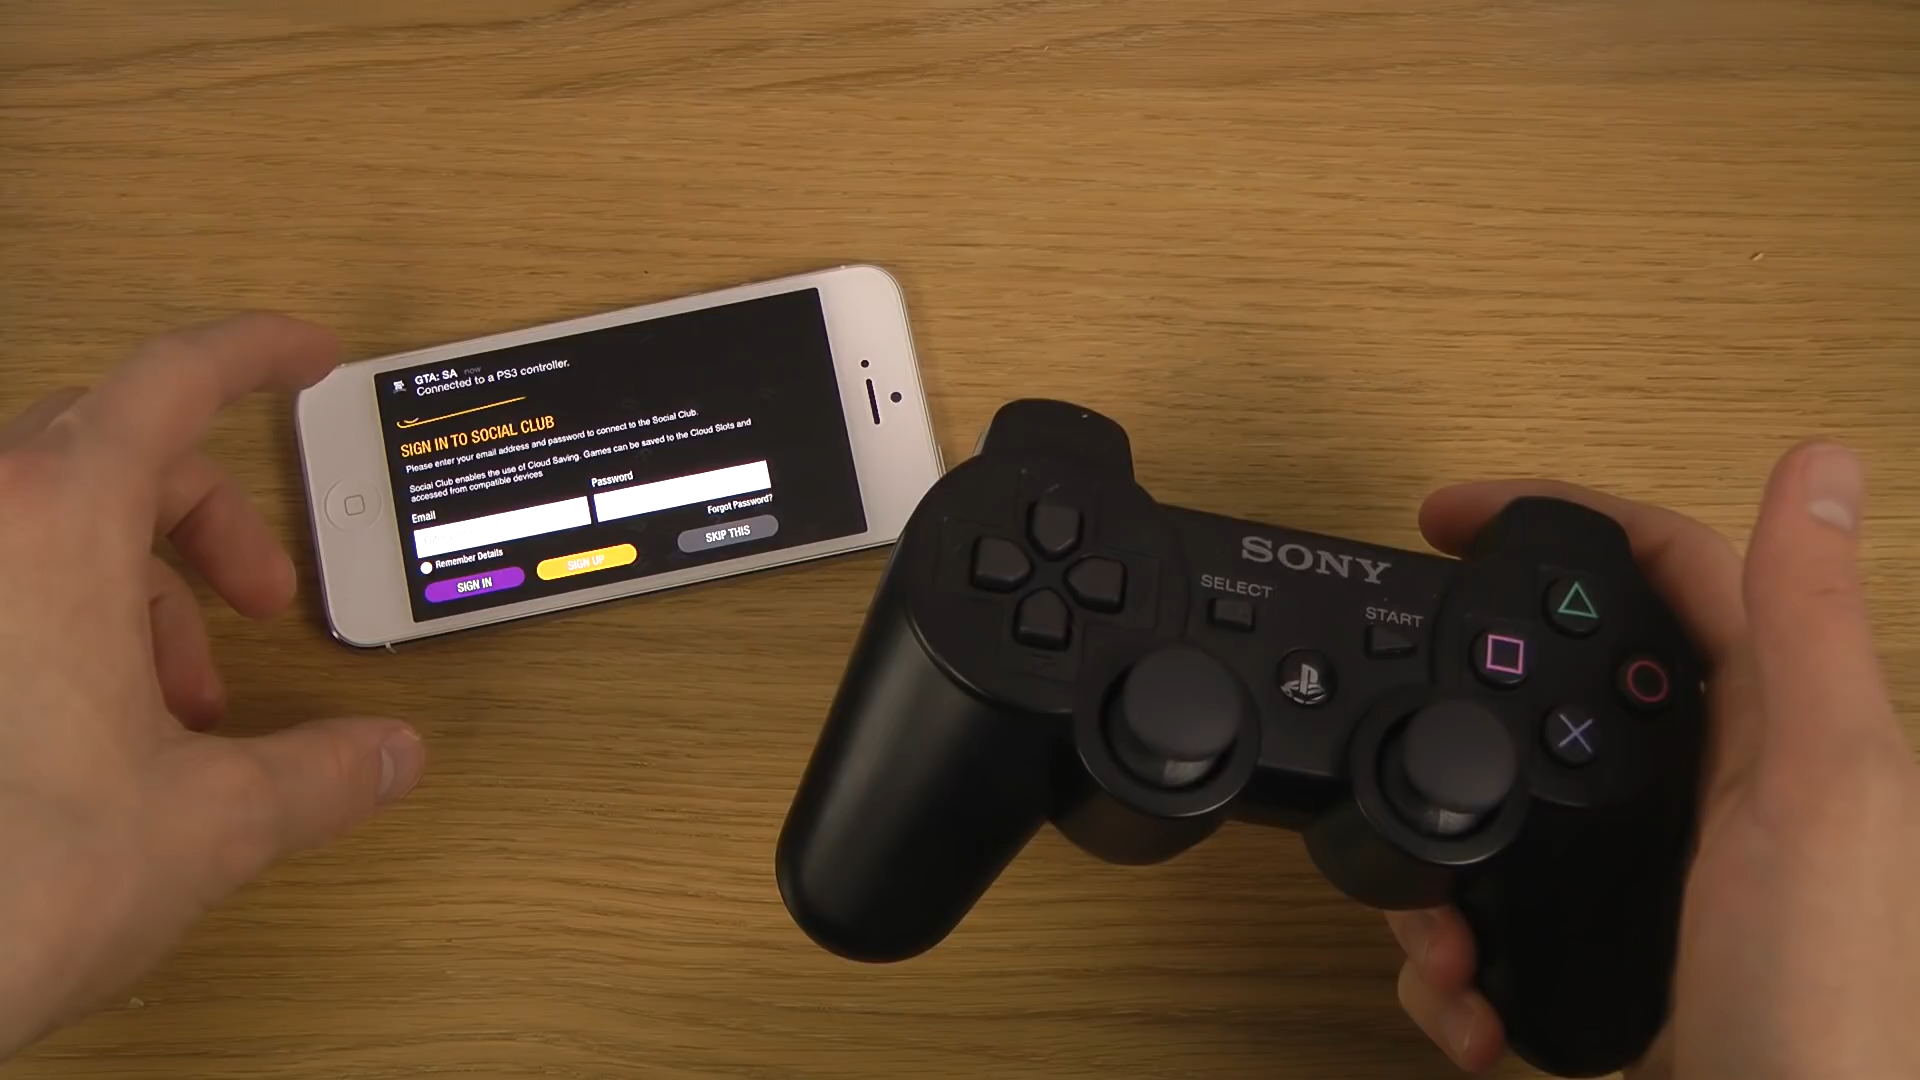 GTA: SA now
Connected to a PS3 controller.
SIGN IN TO SOCIAL CLUB
Please enter your email address and password to connect to the Social Club.
Social Club enables the use of Cloud Saving. Games can be saved to the Cloud Slots and
accessed from compatible devices
Email
Password
Forgot Password?
Remember Details
SIGN IN
SIGN UP
SKIP THIS
SONY
SELECT
START